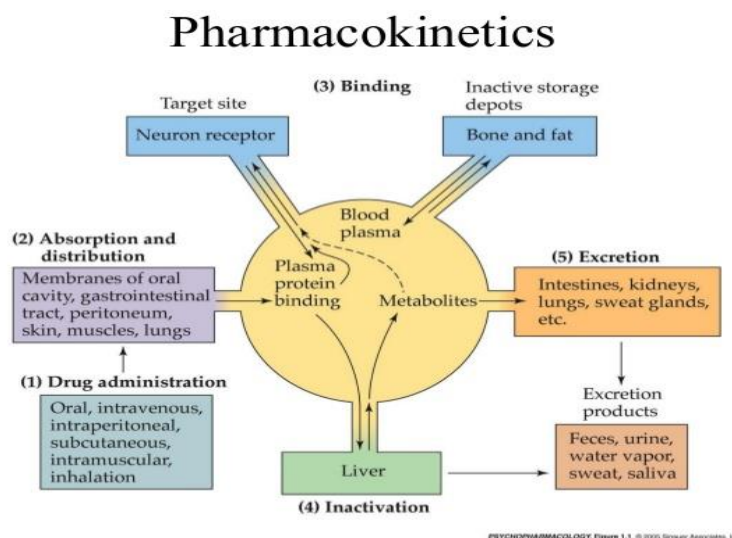 Pharmacokinetics
(3) Binding
Target site
Neuron receptor
Inactive storage
depots
Bone and fat
Blood
plasma
(2) Absorption and
distribution
Membranes of oral
cavity, gastrointestinal
tract, peritoneum,
skin, muscles, lungs
Plasma
protein
binding
Metabolites
(5) Excretion
Intestines, kidneys,
lungs, sweat glands,
etc.
(1) Drug administration
Oral, intravenous,
intraperitoneal,
subcutaneous,
intramuscular,
inhalation
Liver
(4) Inactivation
Excretion
products
Feces, urine,
water vapor,
sweat, saliva
PSYCHOPHARMACOLOGY, Figure 1.1 © 2005 Sinauer Associates,